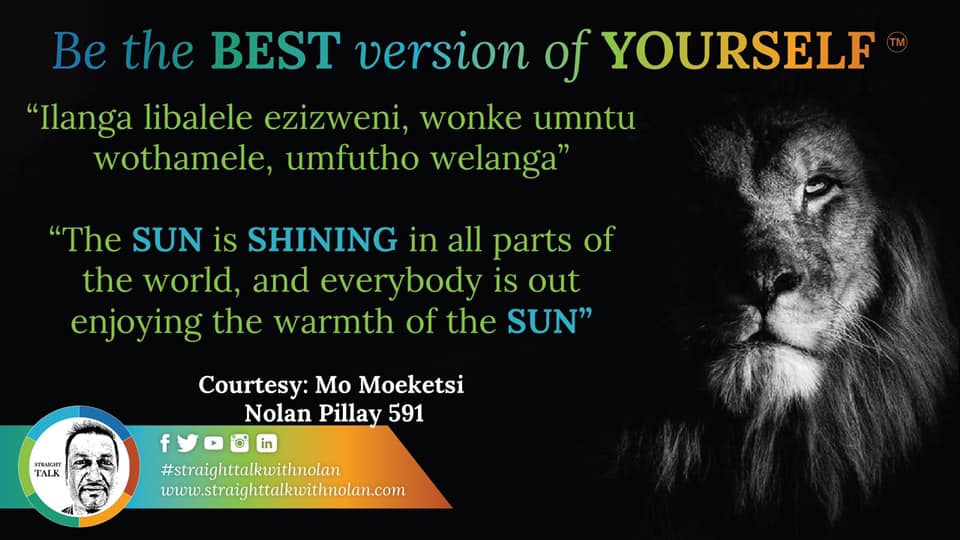 Be the BEST version of YOURSELF ™
“Ilanga libalele ezizweni, wonke umntu
wothamele, umfutho welanga”
“The SUN is SHINING in all parts of
the world, and everybody is out
enjoying the warmth of the SUN”
Courtesy: Mo Moeketsi
Nolan Pillay 591
STRAIGHT
TALK
#straighttalkwithnolan
www.straighttalkwithnolan.com